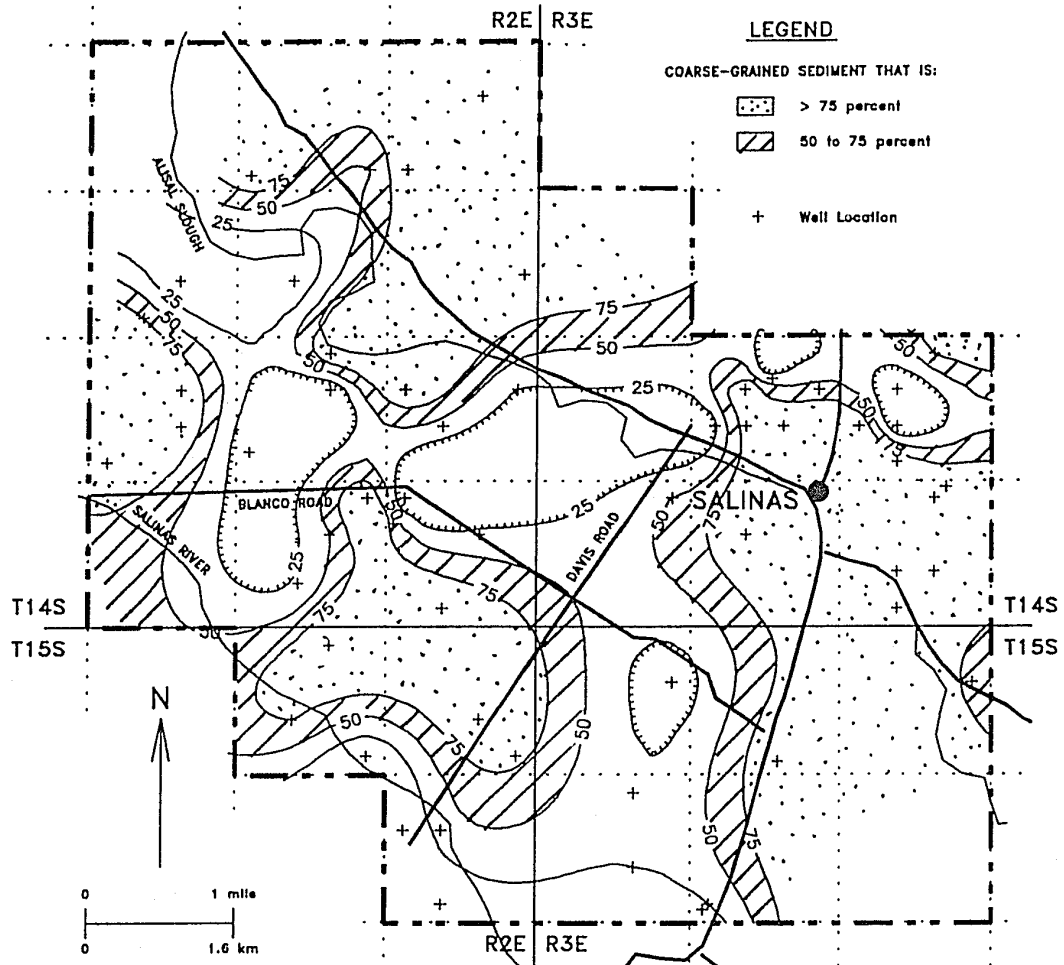 R2E R3E
LEGEND
COARSE-GRAINED SEDIMENT THAT IS:
> 75 percent
50 to 75 percent
+ Well Location
ALISAL SLOUGH
75
50
25
25
50
75
75
50
50
25
50
50
75
BLANCO ROAD
50
25
SALINAS
50
75
SALINAS RIVER
25
DAVIS ROAD
75
75
50
T14S
T14S
T15S
T15S
N
50
75
50
50
75
0 1 mile
0 1.6 km
R2E R3E